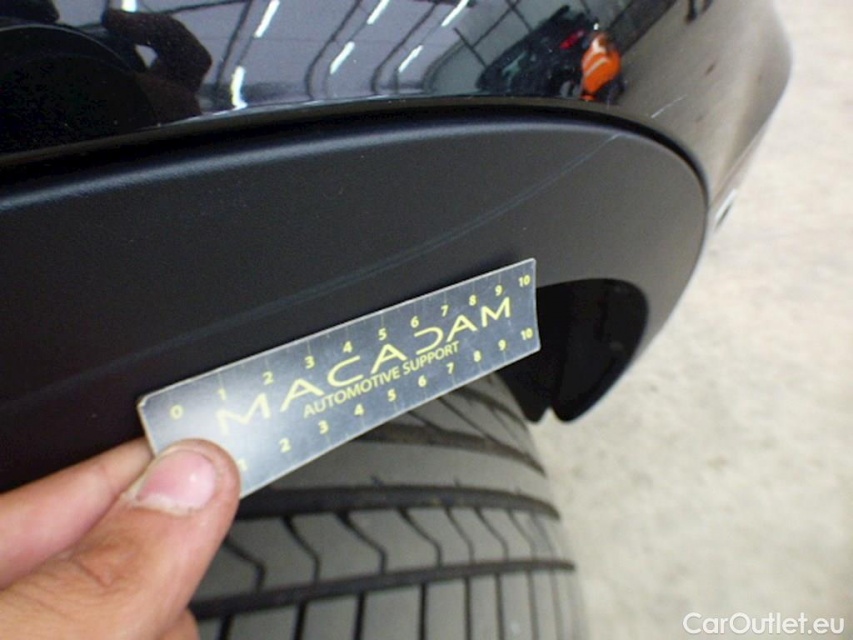 0 1 2 3 4 5 6 7 8 9 10
MACADAM
AUTOMOTIVE SUPPORT
2 3 4 5 6 7 8 9 10
CarOutlet.eu